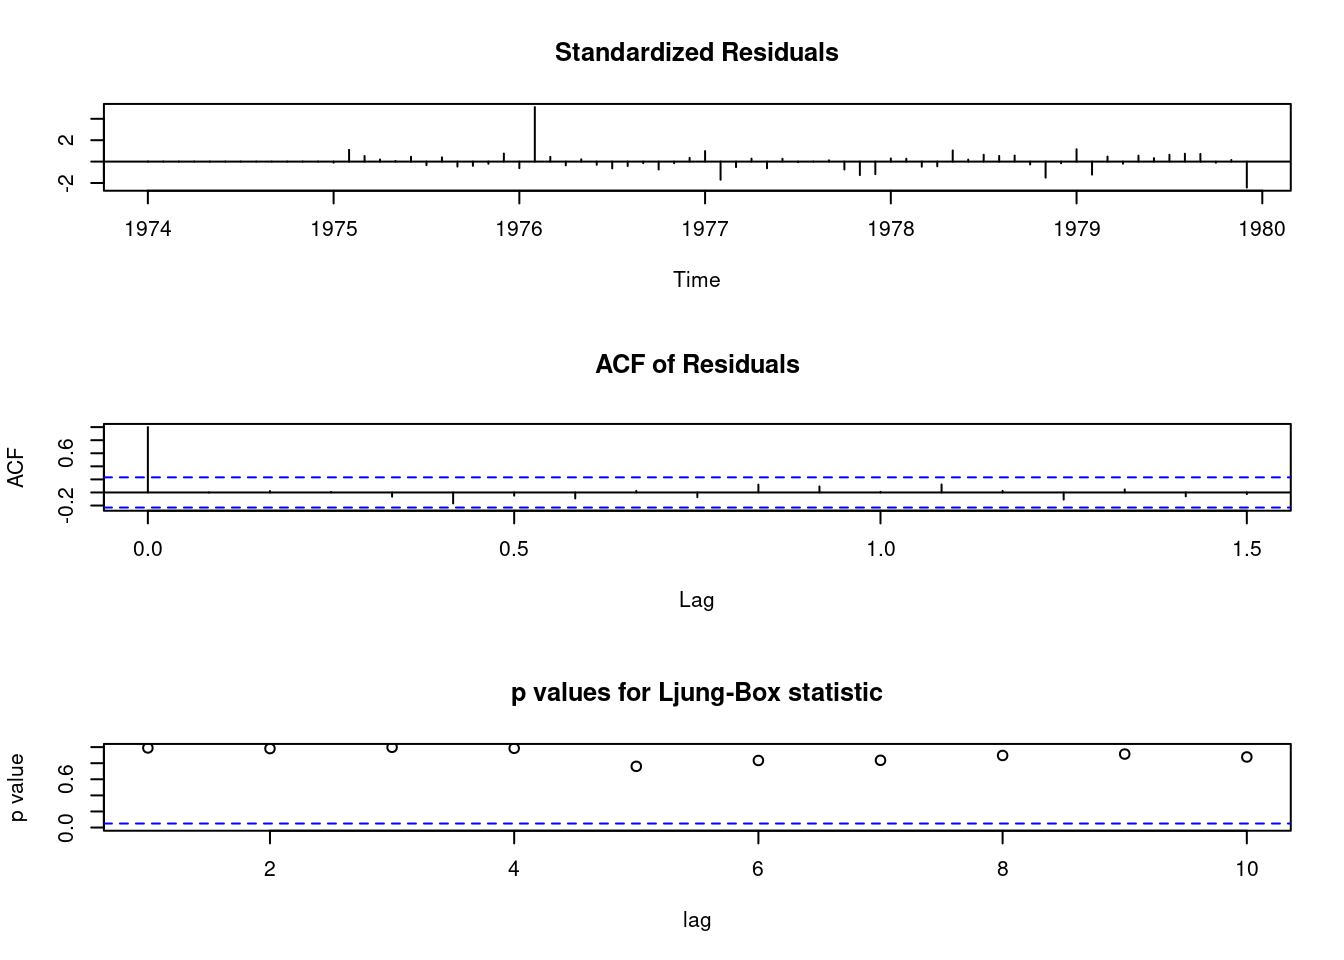 Standardized Residuals
2
-2
1974 1975 1976 1977 1978 1979 1980
Time
ACF of Residuals
ACF
0.6
-0.2
0.0 0.5 1.0 1.5
Lag
p values for Ljung-Box statistic
p value
0.6
0.0
2 4 6 8 10
lag